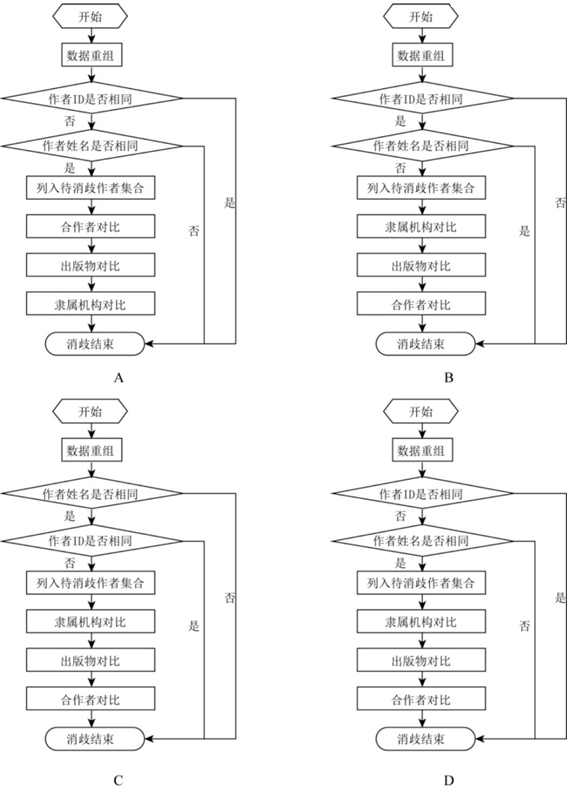 开始
数据重组
作者ID是否相同
否
作者姓名是否相同
是
列入待消歧作者集合
合作者对比
出版物对比
隶属机构对比
消歧结束
否
是
A
开始
数据重组
作者ID是否相同
是
作者姓名是否相同
否
列入待消歧作者集合
隶属机构对比
出版物对比
合作者对比
消歧结束
是
否
B
开始
数据重组
作者姓名是否相同
是
作者ID是否相同
否
列入待消歧作者集合
隶属机构对比
出版物对比
合作者对比
消歧结束
是
否
C
开始
数据重组
作者ID是否相同
否
作者姓名是否相同
是
列入待消歧作者集合
隶属机构对比
出版物对比
合作者对比
消歧结束
否
是
D